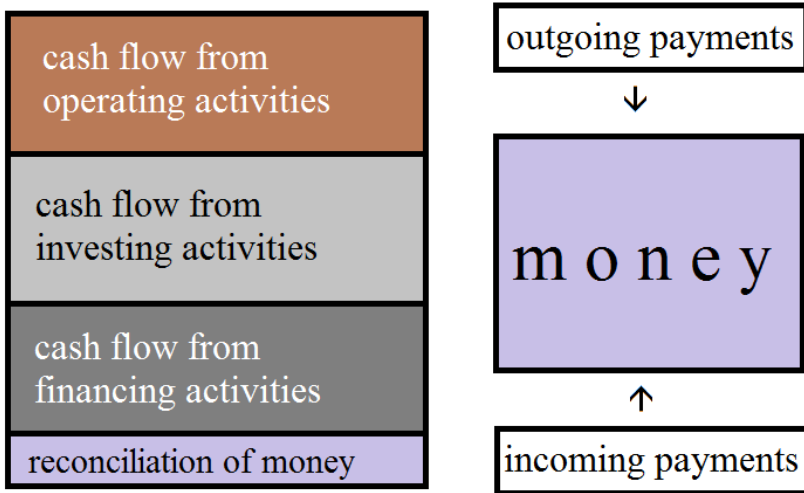 cash flow from
operating activities
cash flow from
investing activities
cash flow from
financing activities
reconciliation of money
outgoing payments
↓
money
↑
incoming payments